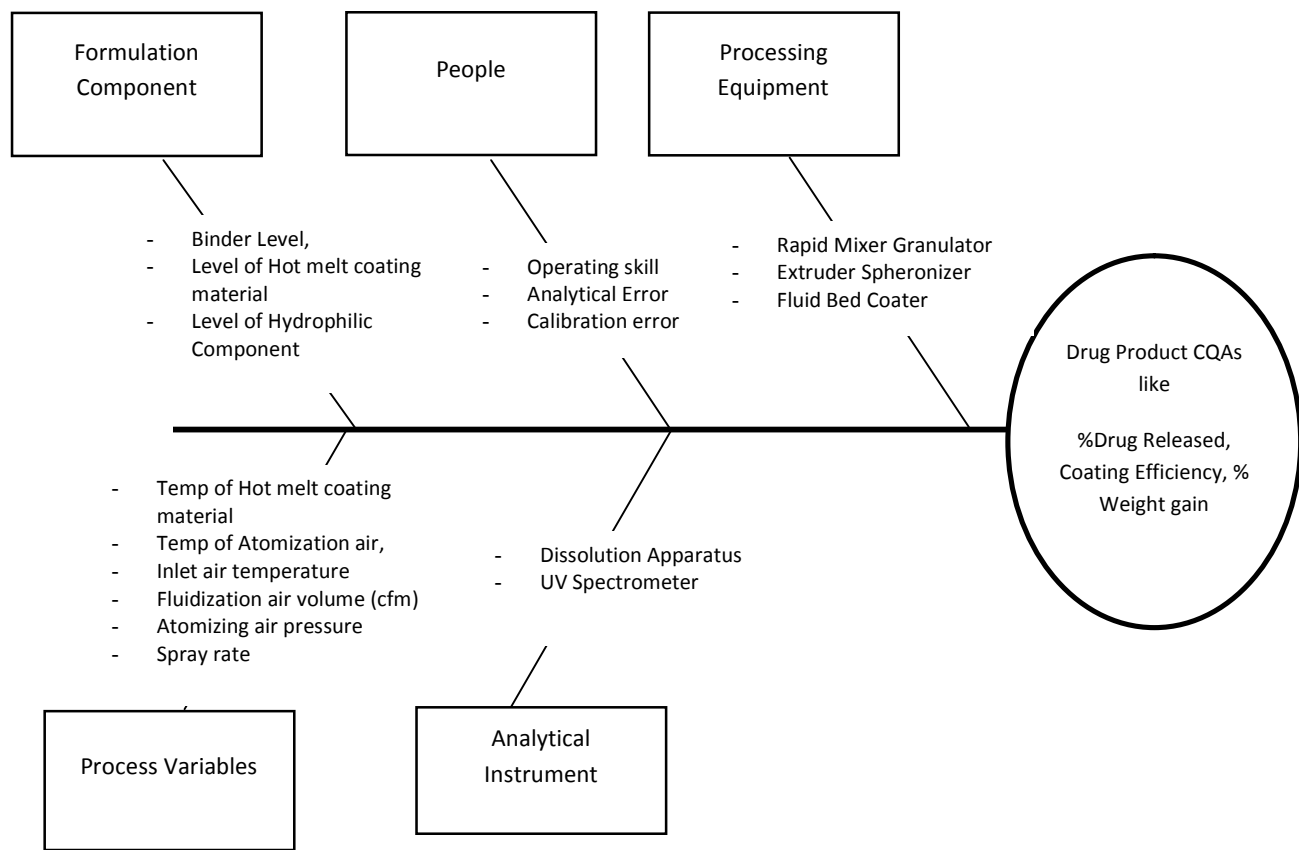 Formulation
Component
People
Processing
Equipment
- Binder Level,
- Level of Hot melt coating
material
- Level of Hydrophilic
Component
- Operating skill
- Analytical Error
- Calibration error
- Rapid Mixer Granulator
- Extruder Spheronizer
- Fluid Bed Coater
Drug Product CQAs
like
%Drug Released,
Coating Efficiency, %
Weight gain
- Temp of Hot melt coating
material
- Temp of Atomization air,
- Inlet air temperature
- Fluidization air volume (cfm)
- Atomizing air pressure
- Spray rate
- Dissolution Apparatus
- UV Spectrometer
Process Variables
Analytical
Instrument